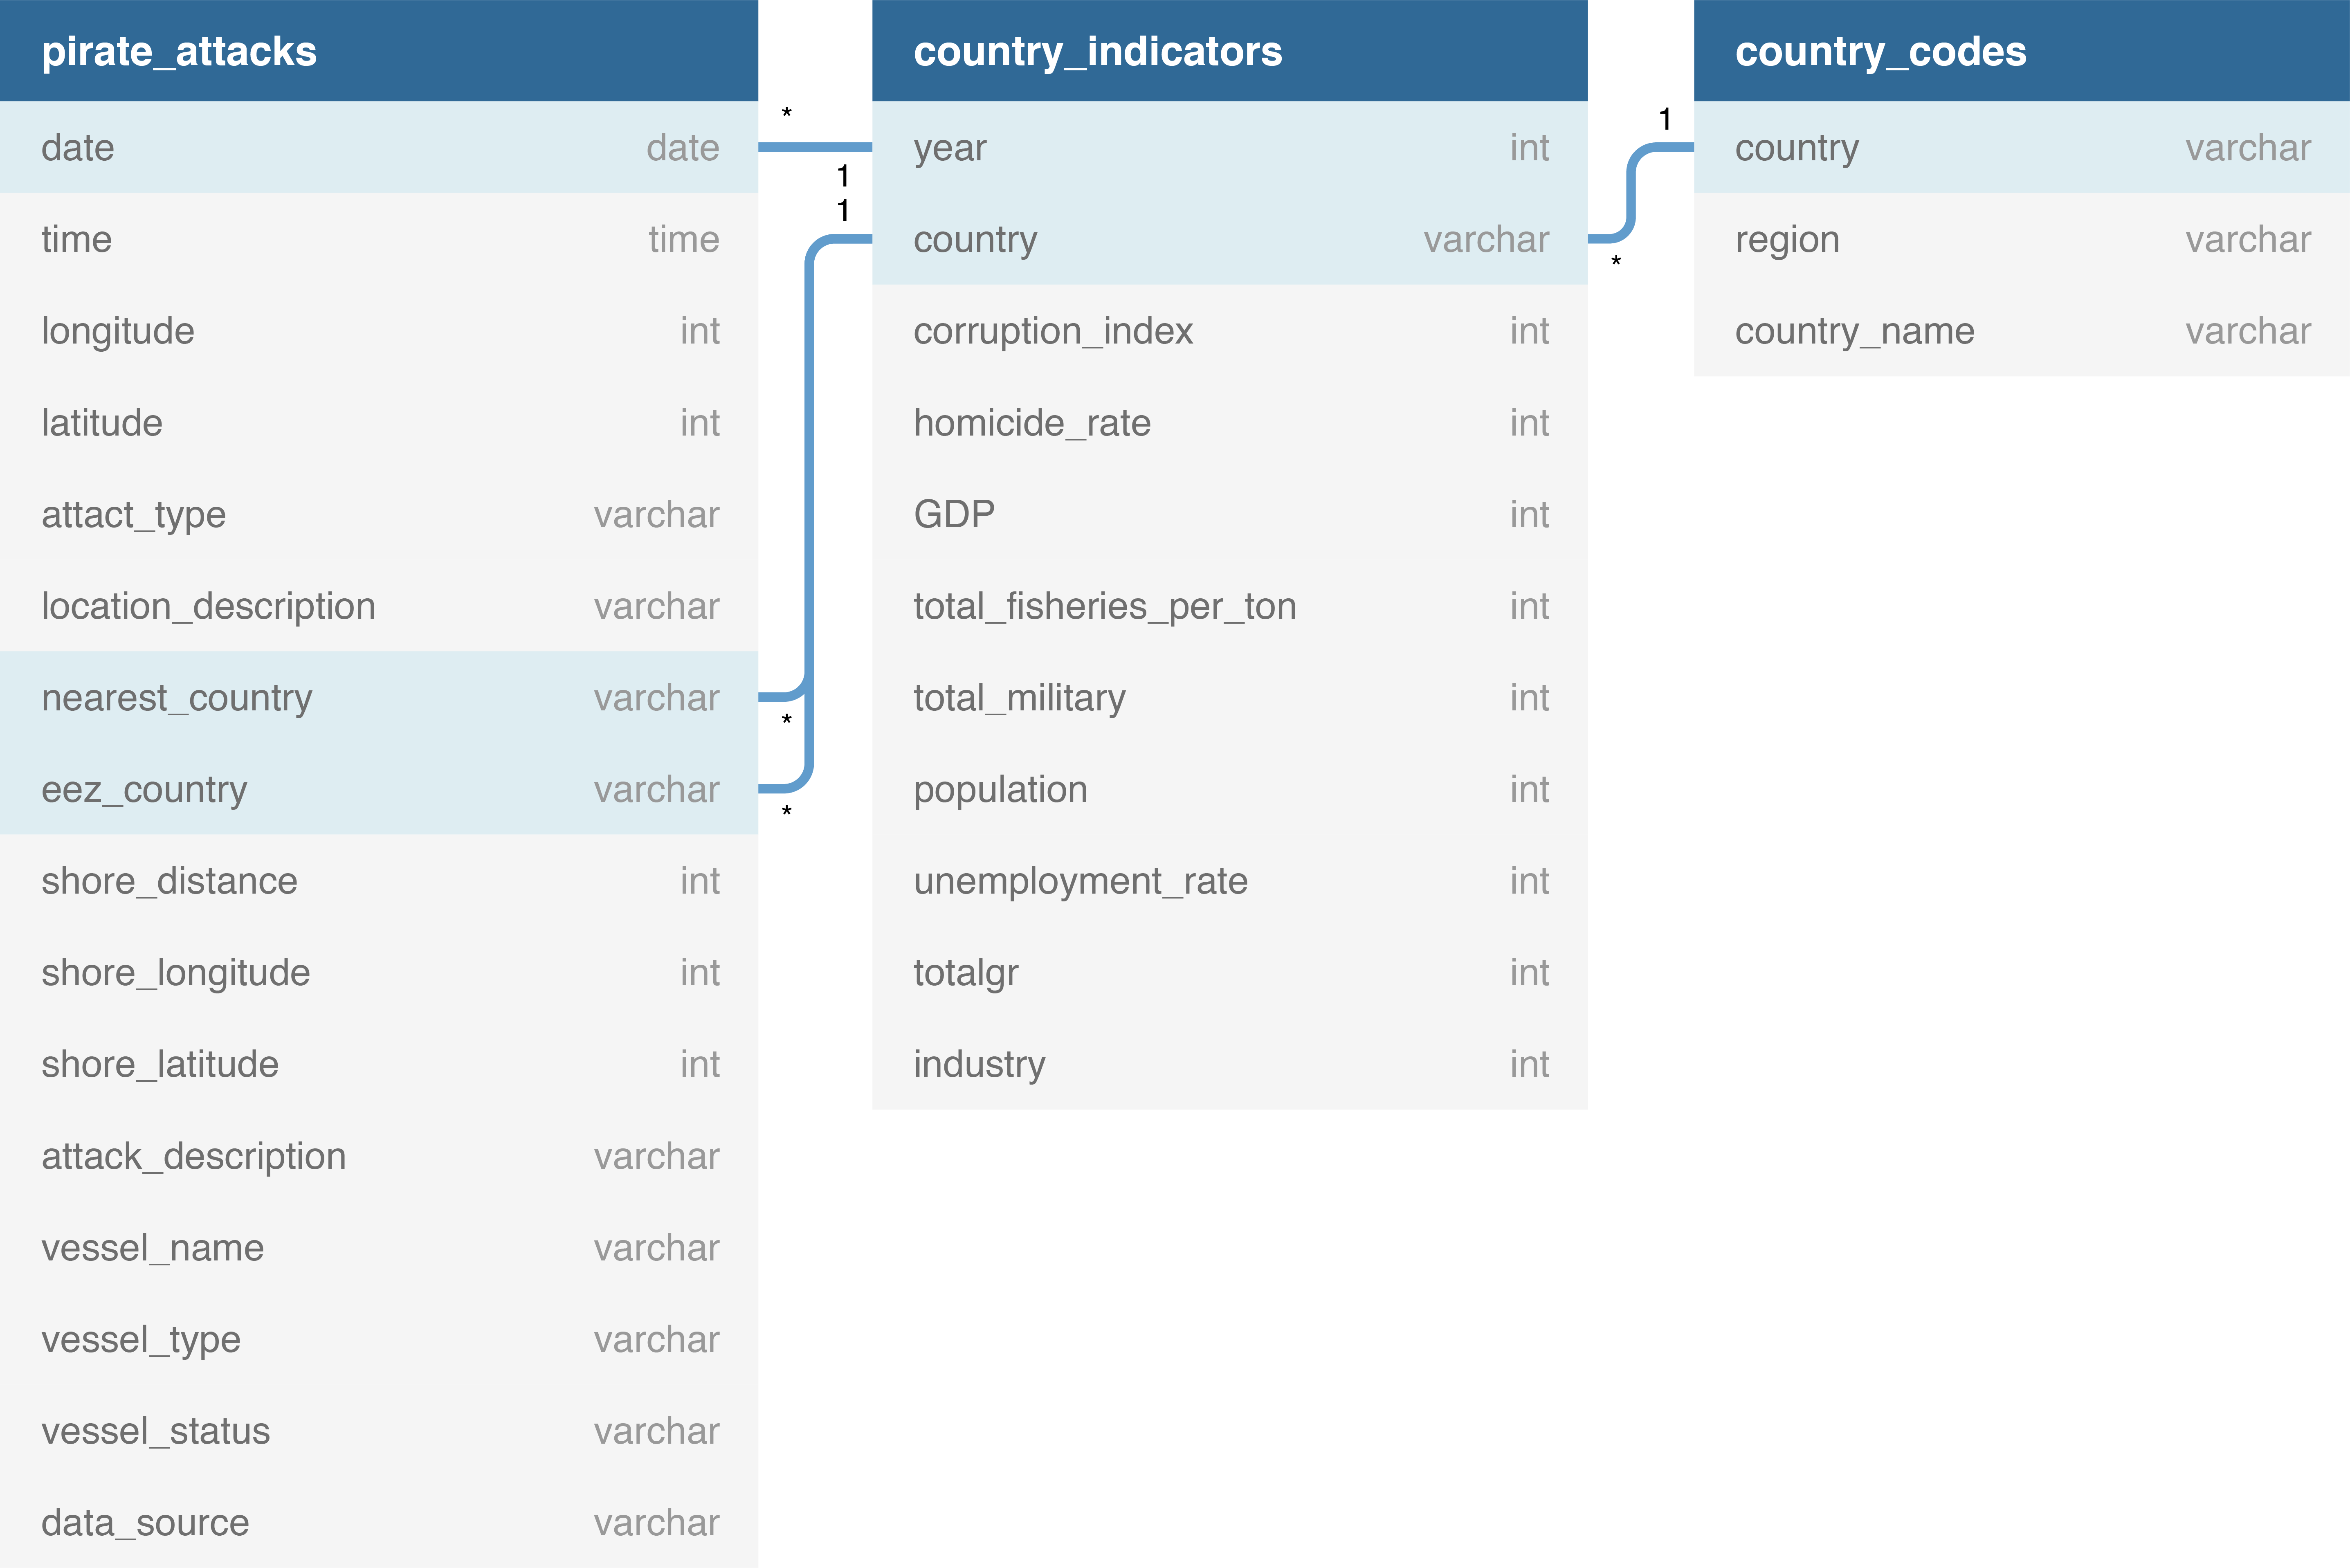 pirate_attacks
date date
time time
longitude int
latitude int
attact_type varchar
location_description varchar
nearest_country varchar
eez_country varchar
shore_distance int
shore_longitude int
shore_latitude int
attack_description varchar
vessel_name varchar
vessel_type varchar
vessel_status varchar
data_source varchar
*
1
1
*
*
country_indicators
year int
country varchar
corruption_index int
homicide_rate int
GDP int
total_fisheries_per_ton int
total_military int
population int
unemployment_rate int
totalgr int
industry int
1
*
country_codes
country varchar
region varchar
country_name varchar